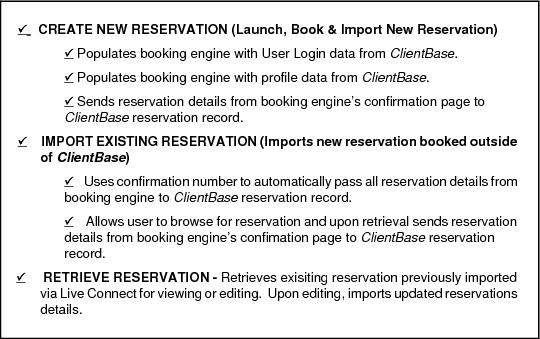 ✓ CREATE NEW RESERVATION (Launch, Book & Import New Reservation)
✓ Populates booking engine with User Login data from ClientBase.
✓ Populates booking engine with profile data from ClientBase.
✓ Sends reservation details from booking engine's confirmation page to
ClientBase reservation record.
✓ IMPORT EXISTING RESERVATION (Imports new reservation booked outside
of ClientBase)
✓ Uses confirmation number to automatically pass all reservation details from
booking engine to ClientBase reservation record.
✓ Allows user to browse for reservation and upon retrieval sends reservation
details from booking engine's confimation page to ClientBase reservation
record.
✓ RETRIEVE RESERVATION - Retrieves exisiting reservation previously imported
via Live Connect for viewing or editing. Upon editing, imports updated reservations
details.